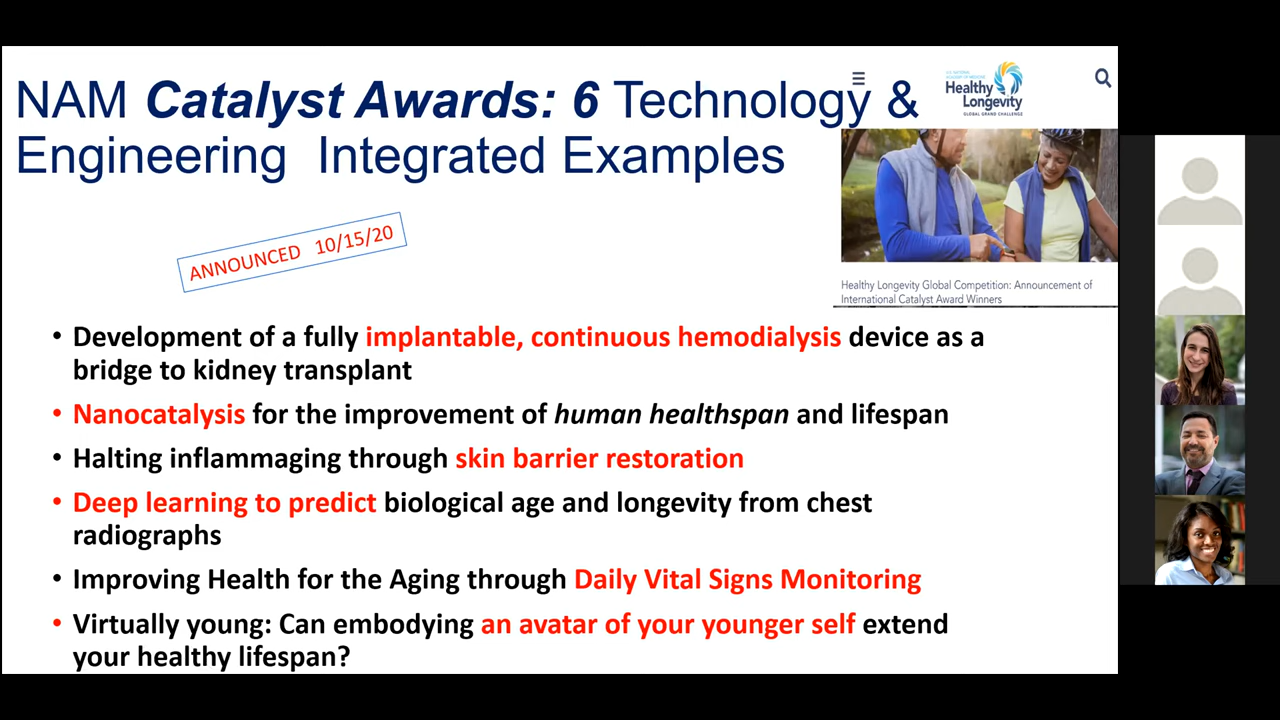 NAM Catalyst Awards: 6 Technology &
Engineering Integrated Examples
Healthy
Longevity
GLOBAL GRAND CHALLENGE
ANNOUNCED 10/15/20
Healthy Longevity Global Competition: Announcement of
International Catalyst Award Winners
• Development of a fully implantable, continuous hemodialysis device as a
bridge to kidney transplant
• Nanocatalysis for the improvement of human healthspan and lifespan
• Halting inflammaging through skin barrier restoration
• Deep learning to predict biological age and longevity from chest
radiographs
• Improving Health for the Aging through Daily Vital Signs Monitoring
• Virtually young: Can embodying an avatar of your younger self extend
your healthy lifespan?